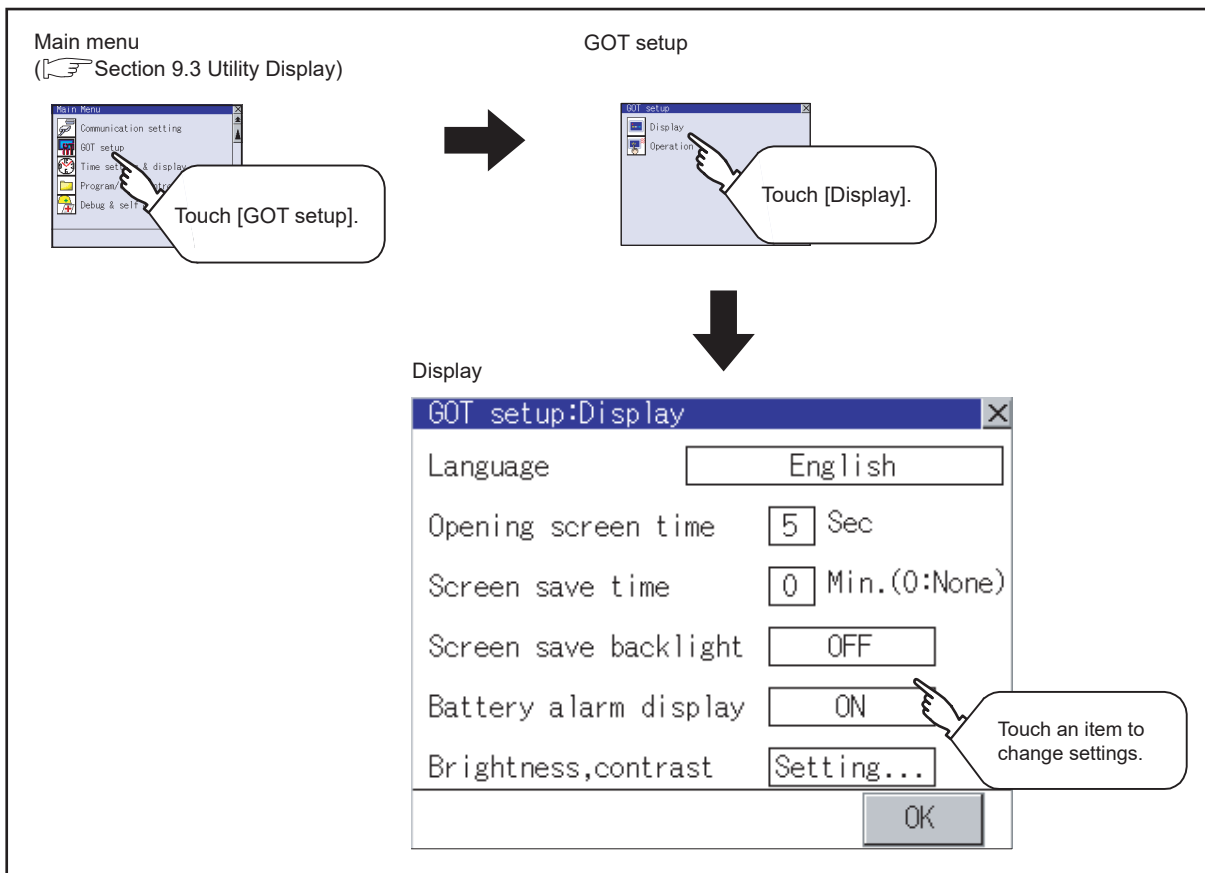 Main menu
(Section 9.3 Utility Display)
Main Menu
Communication setting
GOT setup
Time & display
Program/
Debug & self
Touch [GOT setup].
GOT setup
GOT setup
Display
Operation
Touch [Display].
Display
GOT setup:Display
Language English
Opening screen time 5 Sec
Screen save time 0 Min.(0:None)
Screen save backlight OFF
Battery alarm display ON
Brightness,contrast Setting...
OK
Touch an item to
change settings.